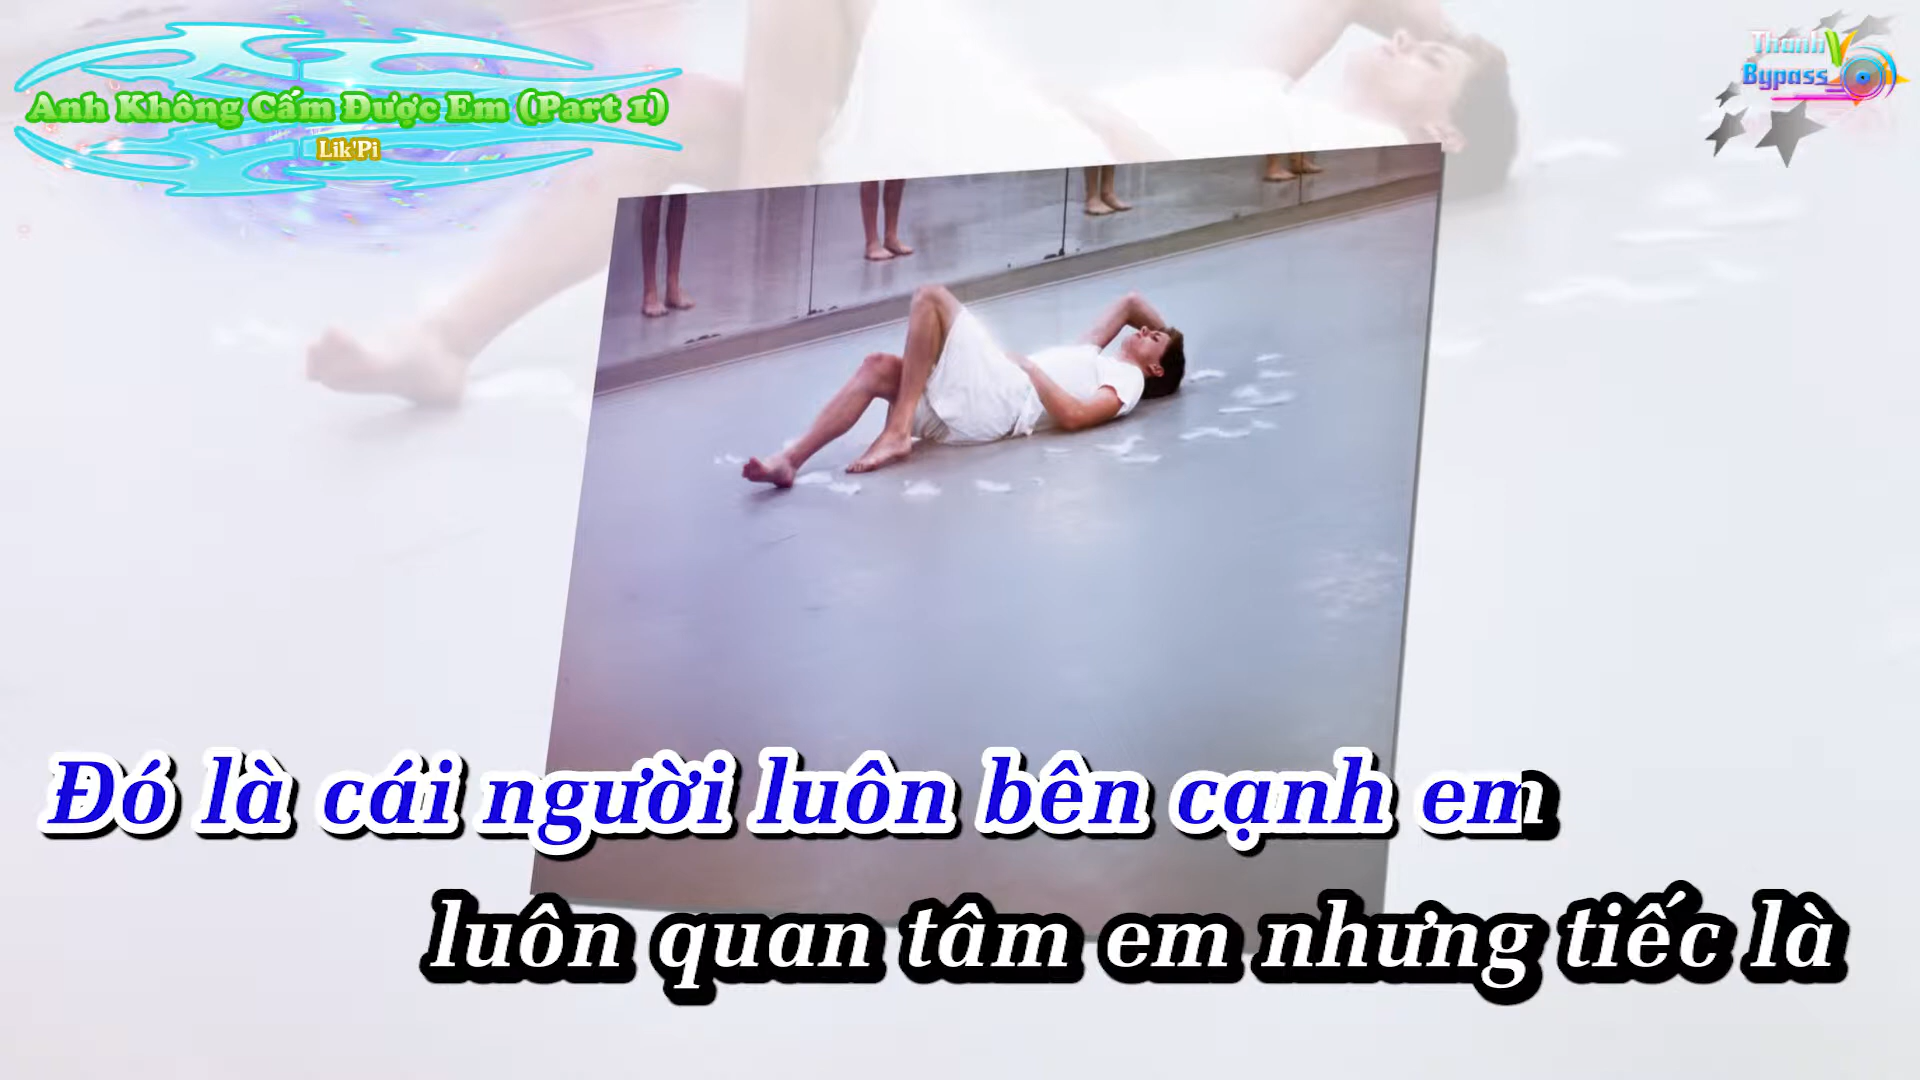 Anh Không Cấm Được Em (Part 1)
Lik'Pi
Thanh V
Bypass
Đó là cái người luôn bên cạnh em
luôn quan tâm em nhưng tiếc là